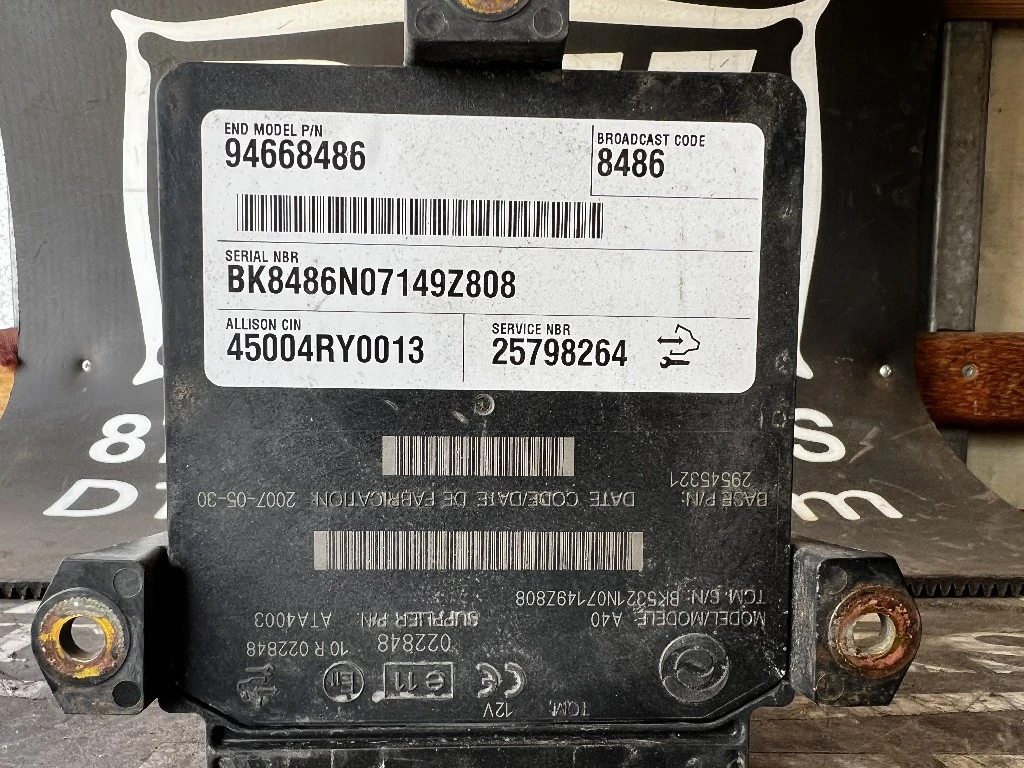 END MODEL P/N
94668486
BROADCAST CODE
8486
SERIAL NBR
BK8486N07149Z808
ALLISON CIN
45004RY0013
SERVICE NBR
25798264
TCM: 12V
e11
022848
E11
10 R 022848
MODEL/MODELE: A40
SUPPLIER P/N: ATA4003
TCM: C/N: BK5321N07149Z808
BASE P/N:
29545321
DATE CODE/DATE DE FABRICATION: 2007-05-30